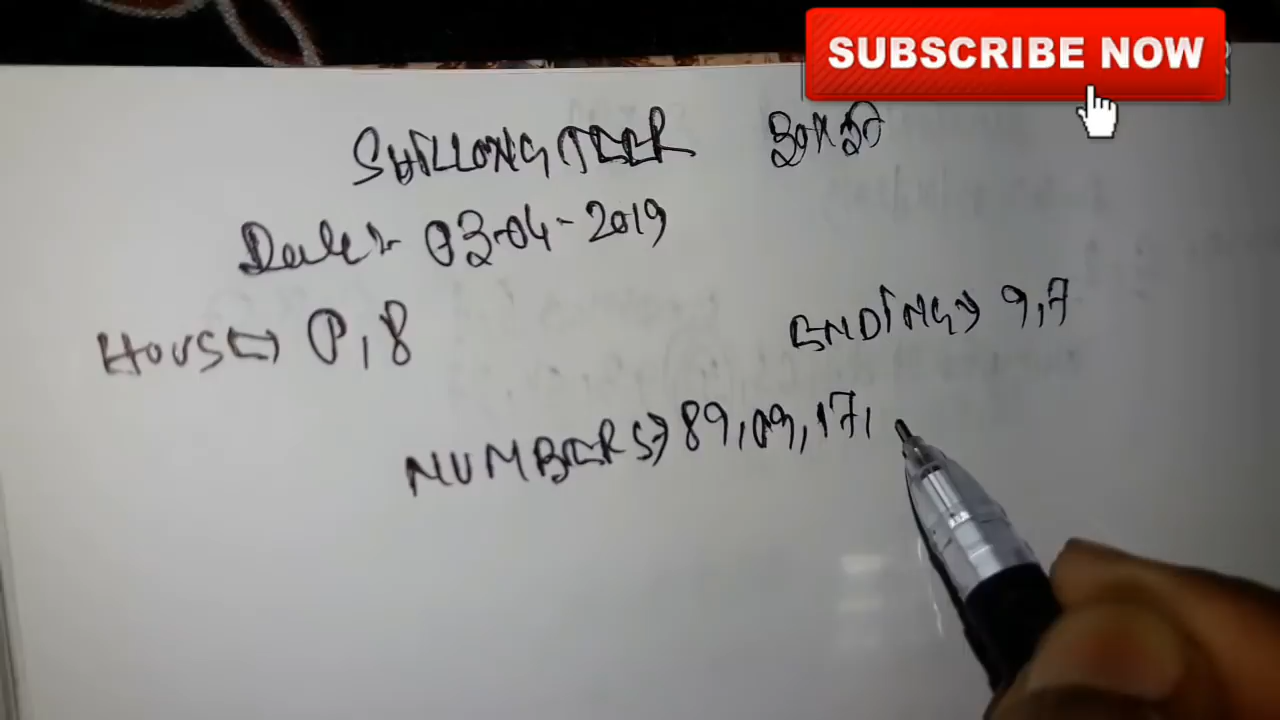 SUBSCRIBE NOW
SHILLONG TEER
Date:- 03-04-2019
HOUSE→ 0,8
ENDING→ 9,7
NUMBERS→ 89,09,17,